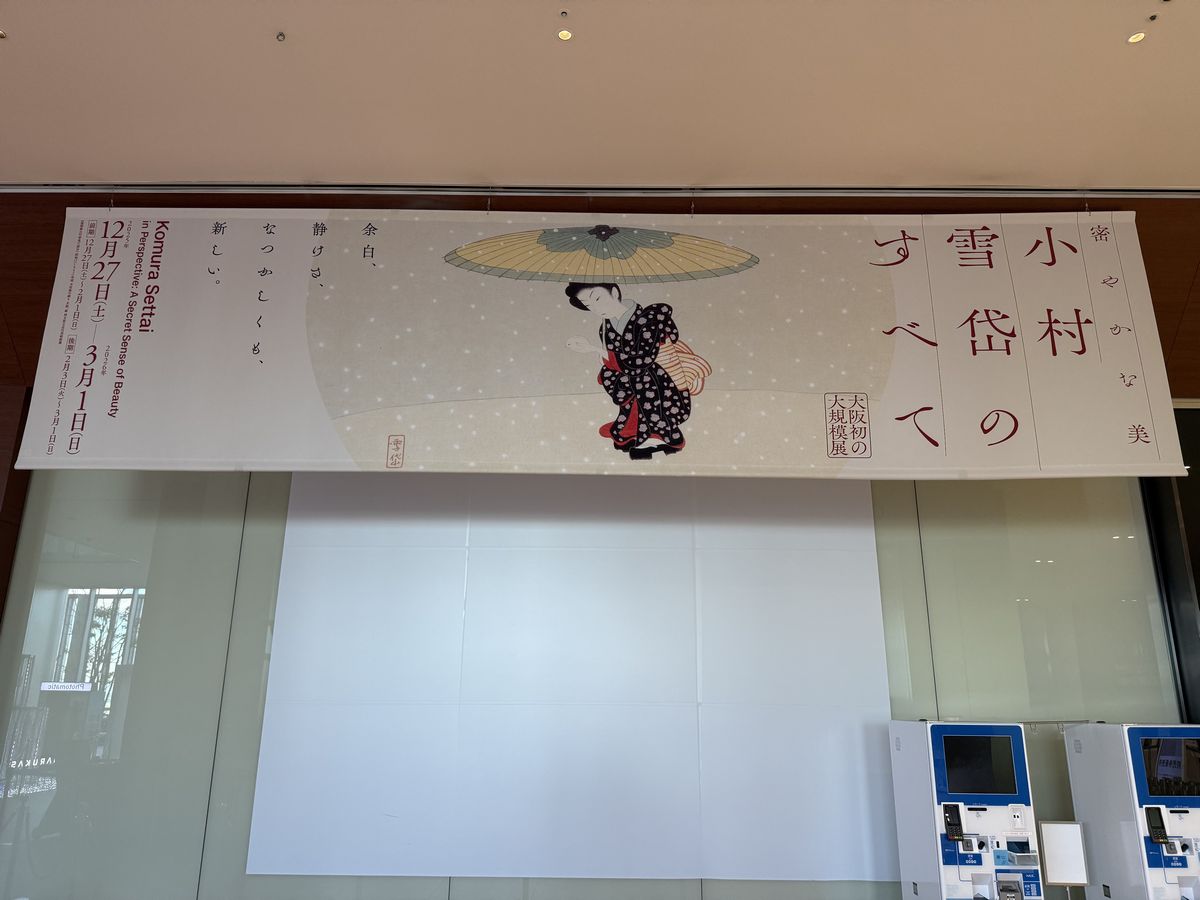 密やかな美
小村
雪岱の
すべて
大阪初の
大規模展
余白、
静けさ、
なつかしくも、
新しい。
Komura Settai
in Perspective: A Secret Sense of Beauty
2025年 2026年
12月27日(土)―3月1日(日)
前期 12月27日(土)～2月1日(日) 後期 2月3日(火)～3月1日(日)
Photomatic
ARUKAS